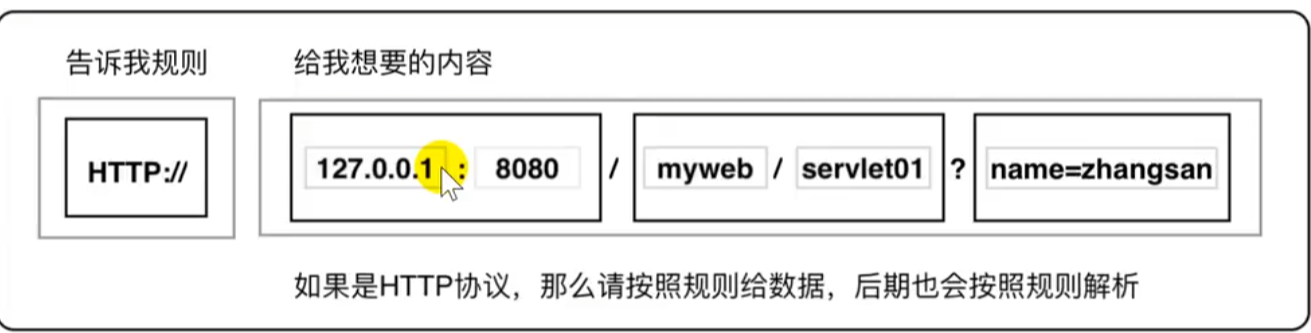 告诉我规则 给我想要的内容
HTTP:// 127.0.0.1 : 8080 / myweb / servlet01 ? name=zhangsan
如果是HTTP协议，那么请按照规则给数据，后期也会按照规则解析